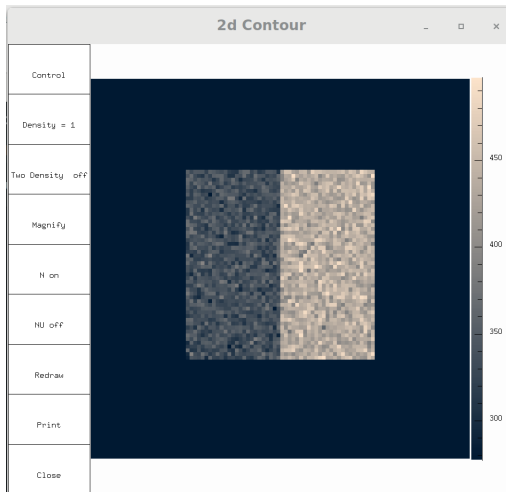 2d Contour
Control
Density = 1
Two Density off
Magnify
N on
NU off
Redraw
Print
Close
450
400
350
300